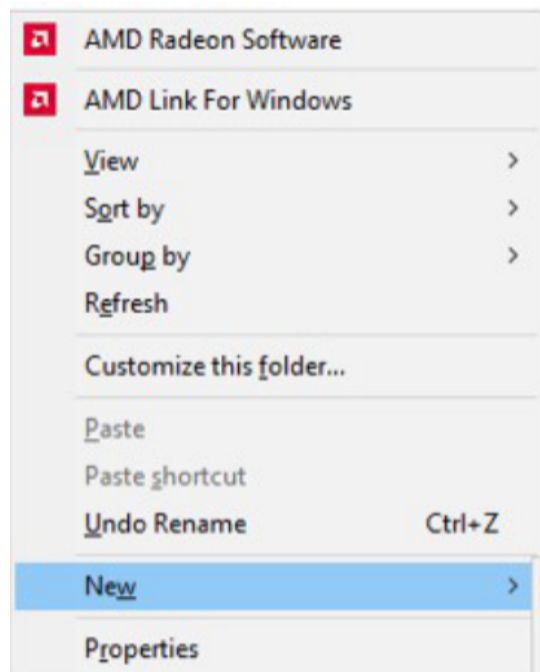 AMD Radeon Software
AMD Link For Windows
View
Sort by
Group by
Refresh
Customize this folder...
Paste
Paste shortcut
Undo Rename Ctrl+Z
New
Properties